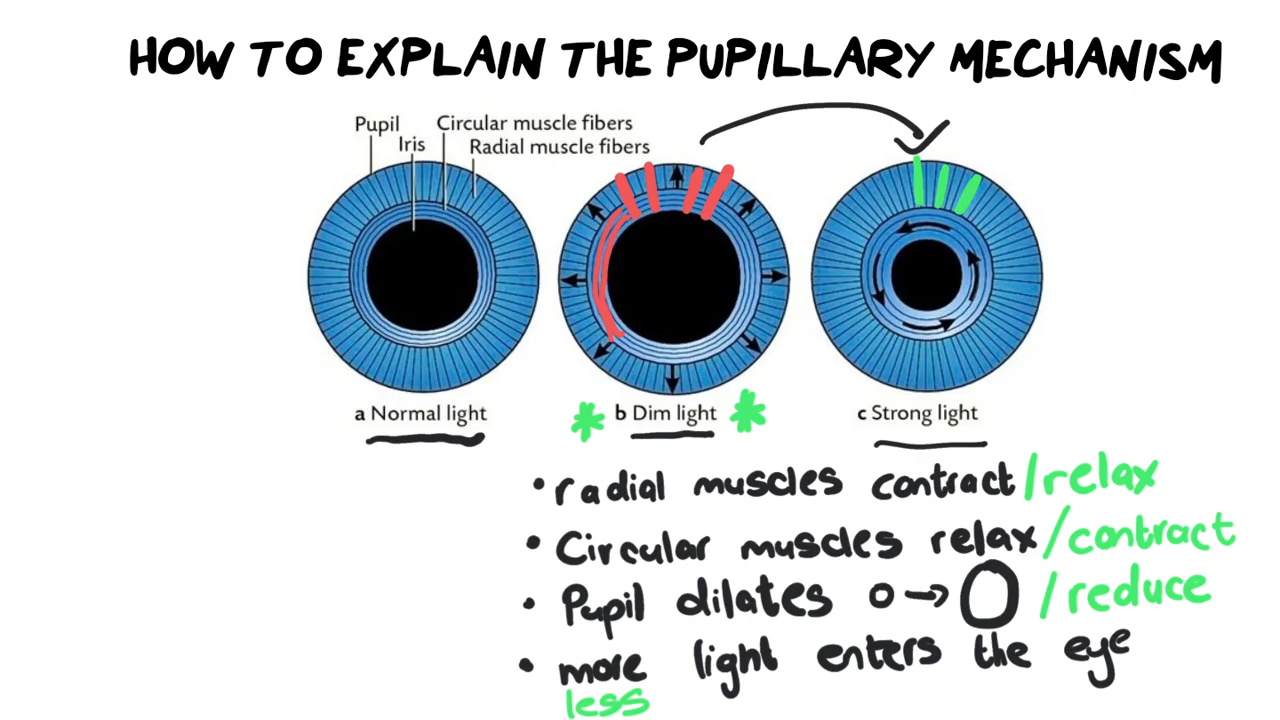 HOW TO EXPLAIN THE PUPILLARY MECHANISM
Pupil
Circular muscle fibers
Iris
Radial muscle fibers
a Normal light
* b Dim light *
c Strong light
• radial muscles contract/relax
• Circular muscles relax/contract
• Pupil dilates o → O /reduce
• more light enters the eye
less